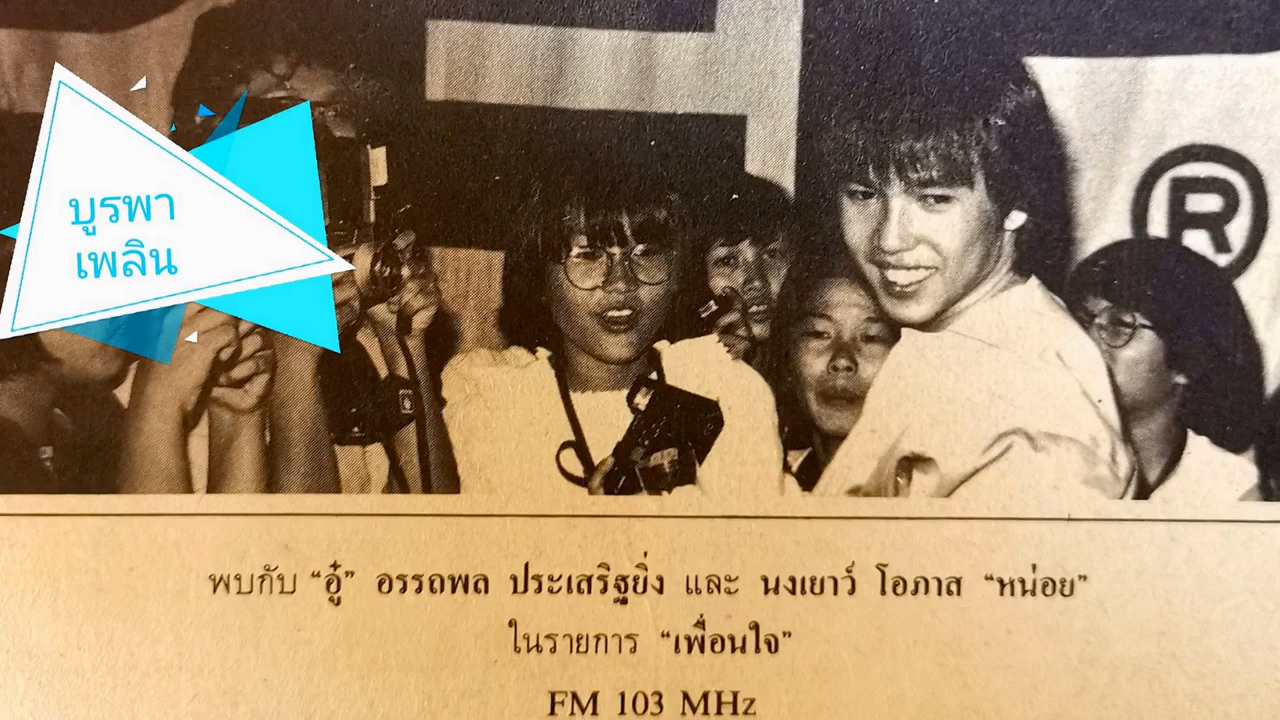 บูรพา
เพลิน
®
พบกับ “อู๋” อรรถพล ประเสริฐยิ่ง และ นงเยาว์ โอภาส “หน่อย”
ในรายการ “เพื่อนใจ”
FM 103 MHz